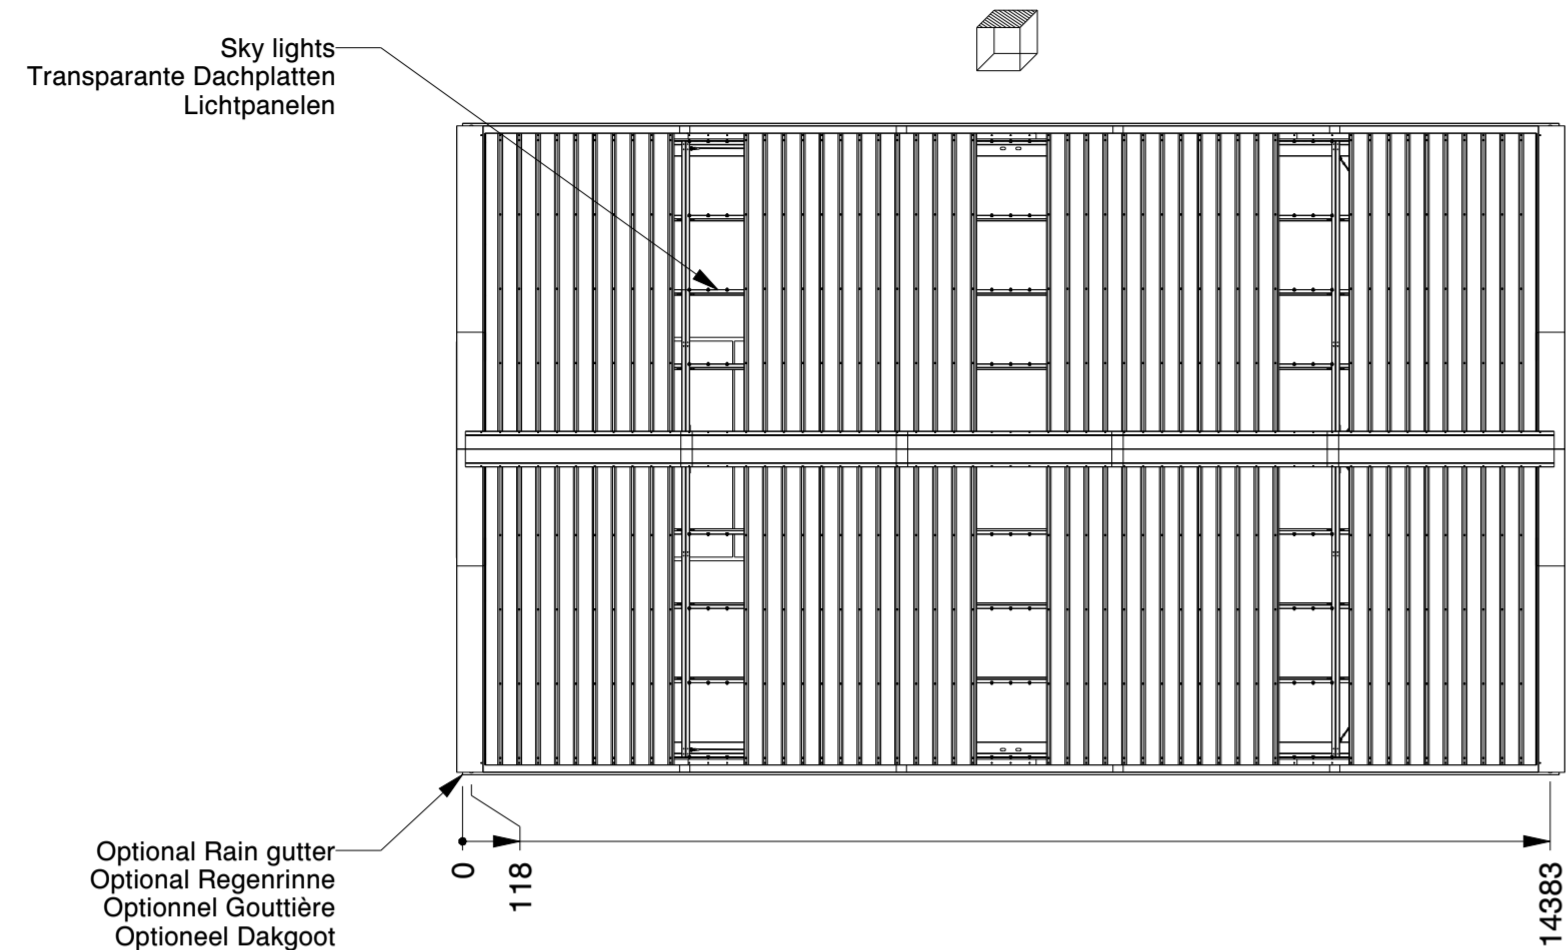 Sky lights
Transparante Dachplatten
Lichtpanelen
Optional Rain gutter
Optional Regenrinne
Optionnel Gouttière
Optioneel Dakgoot
0
118
14383